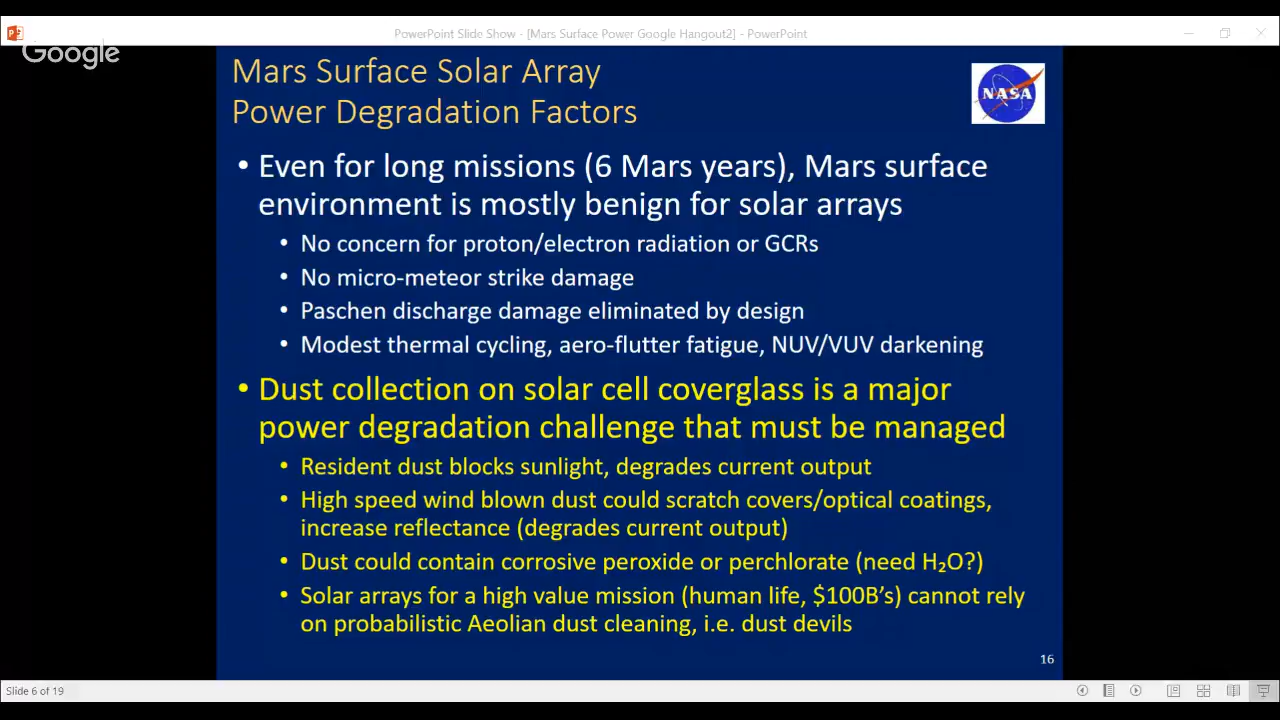 PowerPoint Slide Show - [Mars Surface Power Google Hangout2] - PowerPoint
Google
Mars Surface Solar Array
Power Degradation Factors
NASA
• Even for long missions (6 Mars years), Mars surface
environment is mostly benign for solar arrays
• No concern for proton/electron radiation or GCRs
• No micro-meteor strike damage
• Paschen discharge damage eliminated by design
• Modest thermal cycling, aero-flutter fatigue, NUV/VUV darkening
• Dust collection on solar cell coverglass is a major
power degradation challenge that must be managed
• Resident dust blocks sunlight, degrades current output
• High speed wind blown dust could scratch covers/optical coatings,
increase reflectance (degrades current output)
• Dust could contain corrosive peroxide or perchlorate (need H₂O?)
• Solar arrays for a high value mission (human life, $100B’s) cannot rely
on probabilistic Aeolian dust cleaning, i.e. dust devils
16
Slide 6 of 19